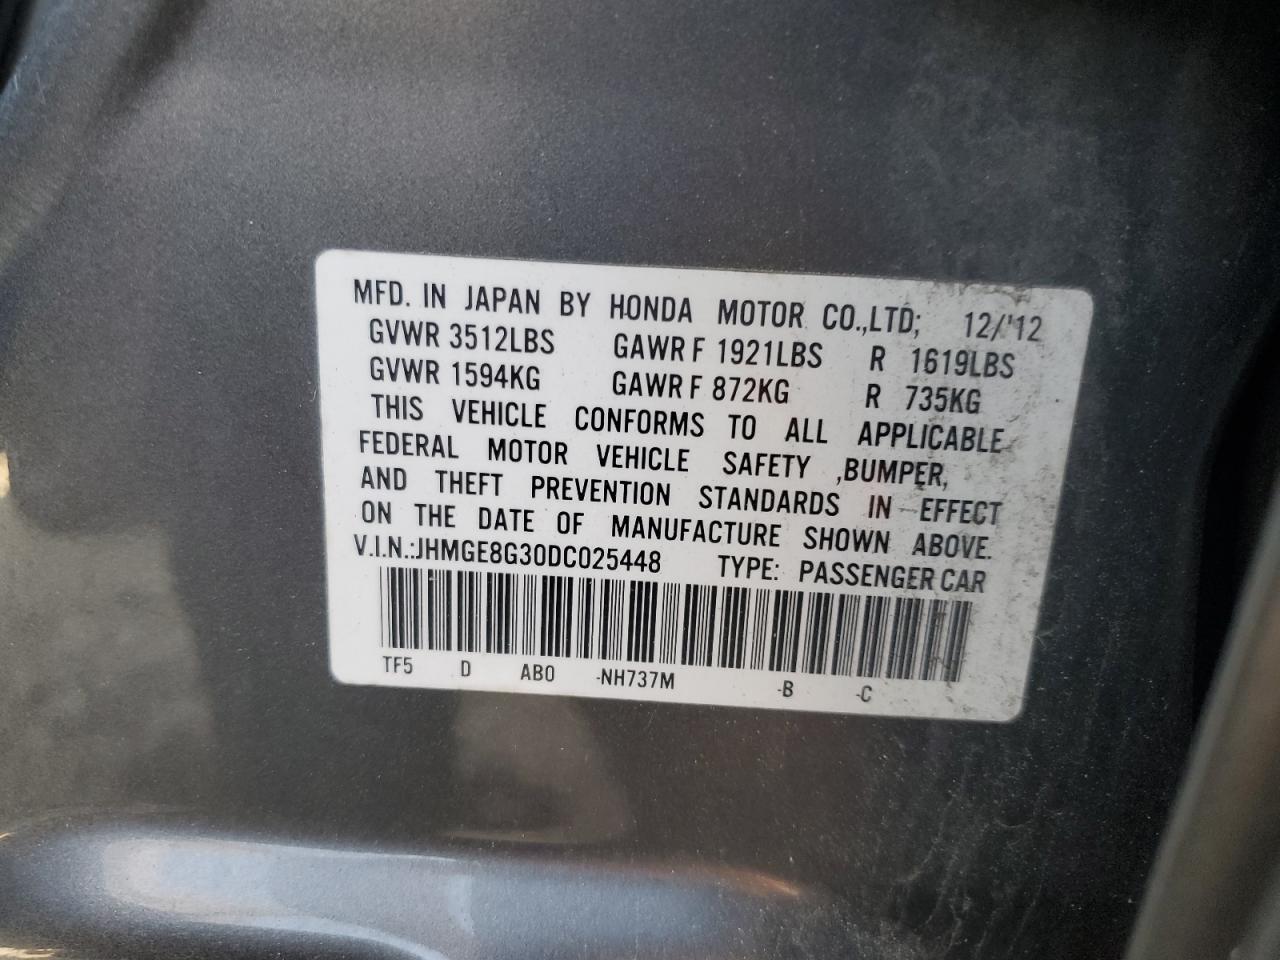 MFD. IN JAPAN BY HONDA MOTOR CO.,LTD; 12/'12
GVWR 3512LBS GAWR F 1921LBS R 1619LBS
GVWR 1594KG GAWR F 872KG R 735KG
THIS VEHICLE CONFORMS TO ALL APPLICABLE
FEDERAL MOTOR VEHICLE SAFETY ,BUMPER,
AND THEFT PREVENTION STANDARDS IN EFFECT
ON THE DATE OF MANUFACTURE SHOWN ABOVE.
V.I.N.:JHMGE8G30DC025448 TYPE: PASSENGER CAR
TF5 D AB0 -NH737M -B -C